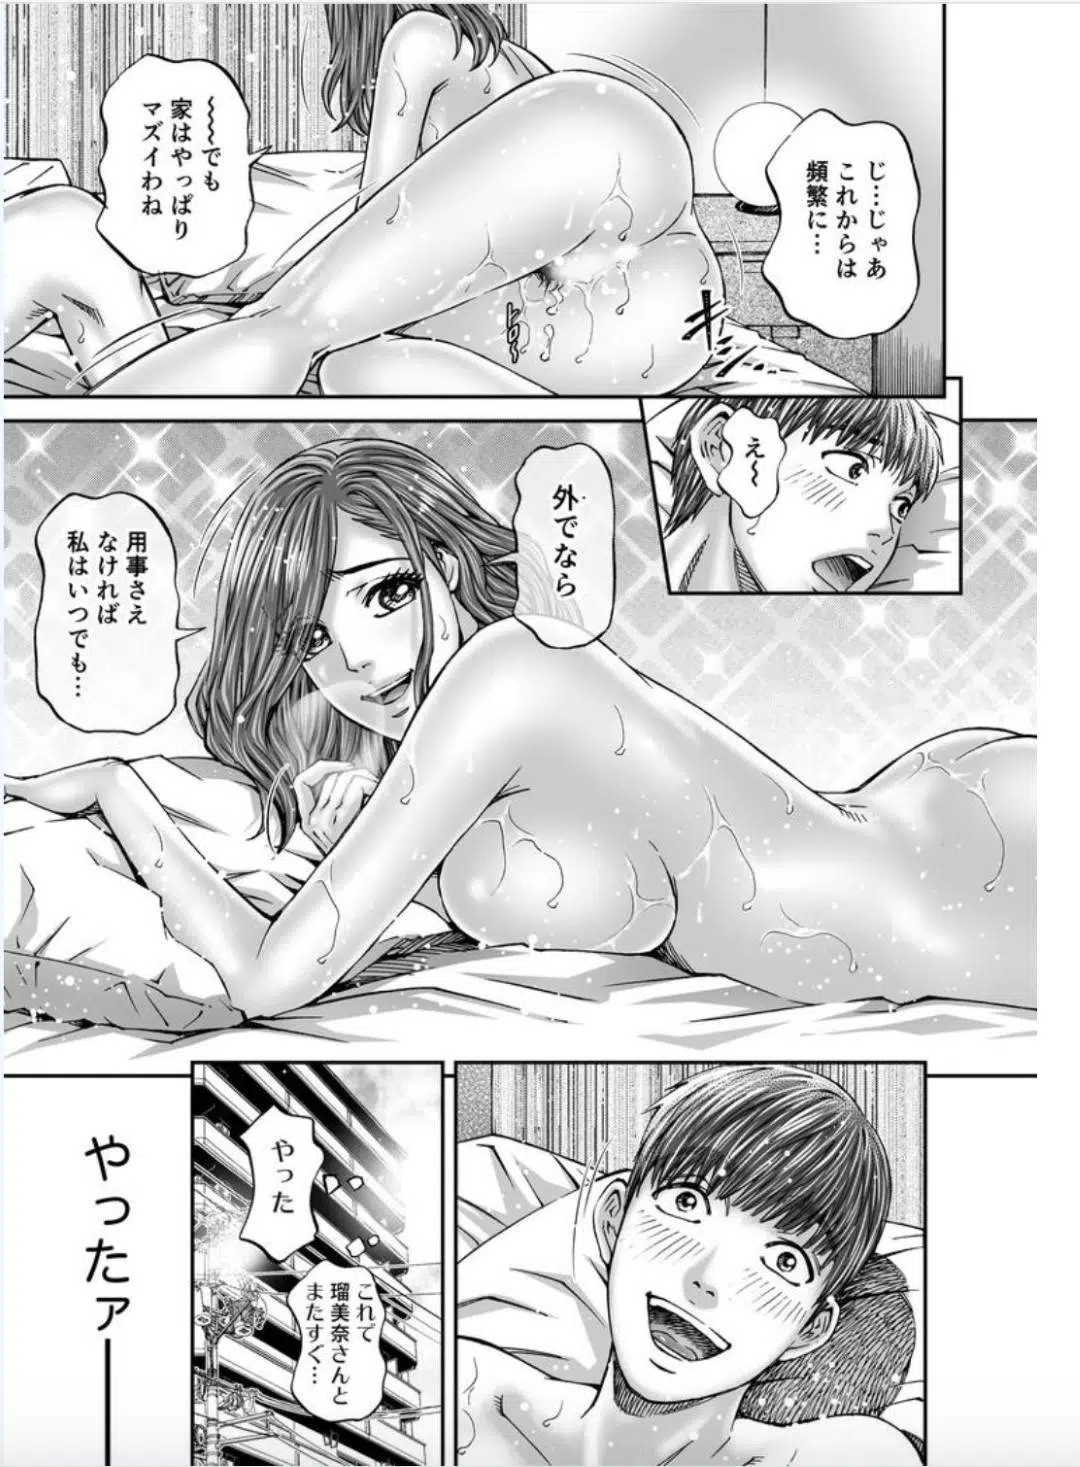 じ…じゃあ
これからは
頻繁に…
～～～でも
家はやっぱり
マズイわね
トロ～
え～
外でなら
用事さえ
なければ
私はいつでも…
やった
これで
瑠美奈さんと
またすぐ…
やったァ――